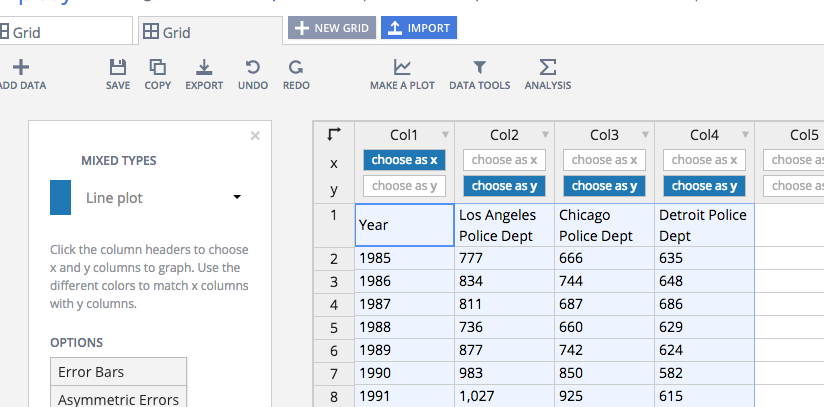 Grid
Grid
NEW GRID
IMPORT
ADD DATA
SAVE COPY EXPORT UNDO REDO
MAKE A PLOT DATA TOOLS ANALYSIS
MIXED TYPES
Line plot
Click the column headers to choose
x and y columns to graph. Use the
different colors to match x columns
with y columns.
OPTIONS
Error Bars
Asymmetric Errors
Col1 Col2 Col3 Col4 Col5
x choose as x choose as x choose as x choose as x choose as
y choose as y choose as y choose as y choose as y choose as
1 Year Los Angeles Police Dept Chicago Police Dept Detroit Police Dept
2 1985 777 666 635
3 1986 834 744 648
4 1987 811 687 686
5 1988 736 660 629
6 1989 877 742 624
7 1990 983 850 582
8 1991 1,027 925 615